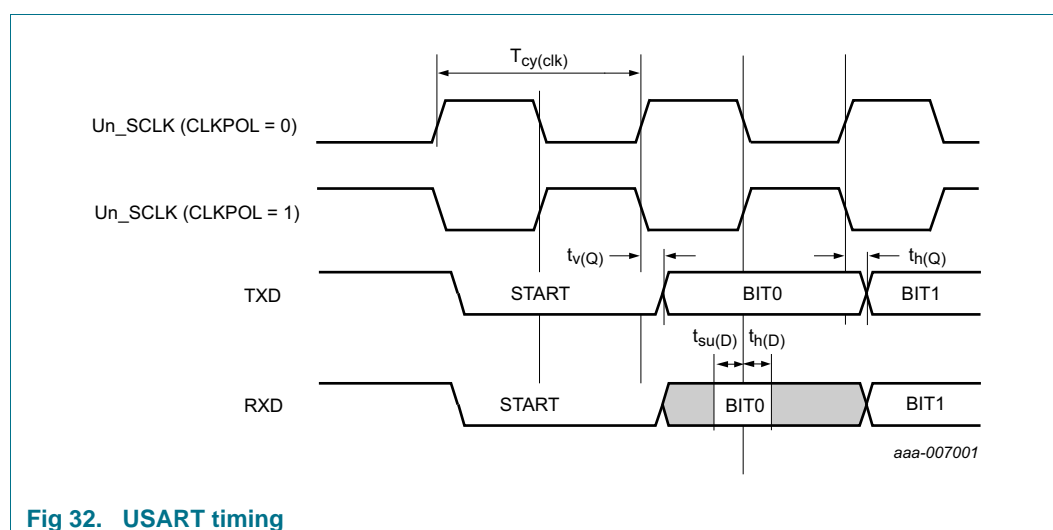 Tcy(clk)
Un_SCLK (CLKPOL = 0)
Un_SCLK (CLKPOL = 1)
tv(Q)
th(Q)
TXD
START
BIT0
BIT1
tsu(D)
th(D)
RXD
START
BIT0
BIT1
aaa-007001
Fig 32. USART timing